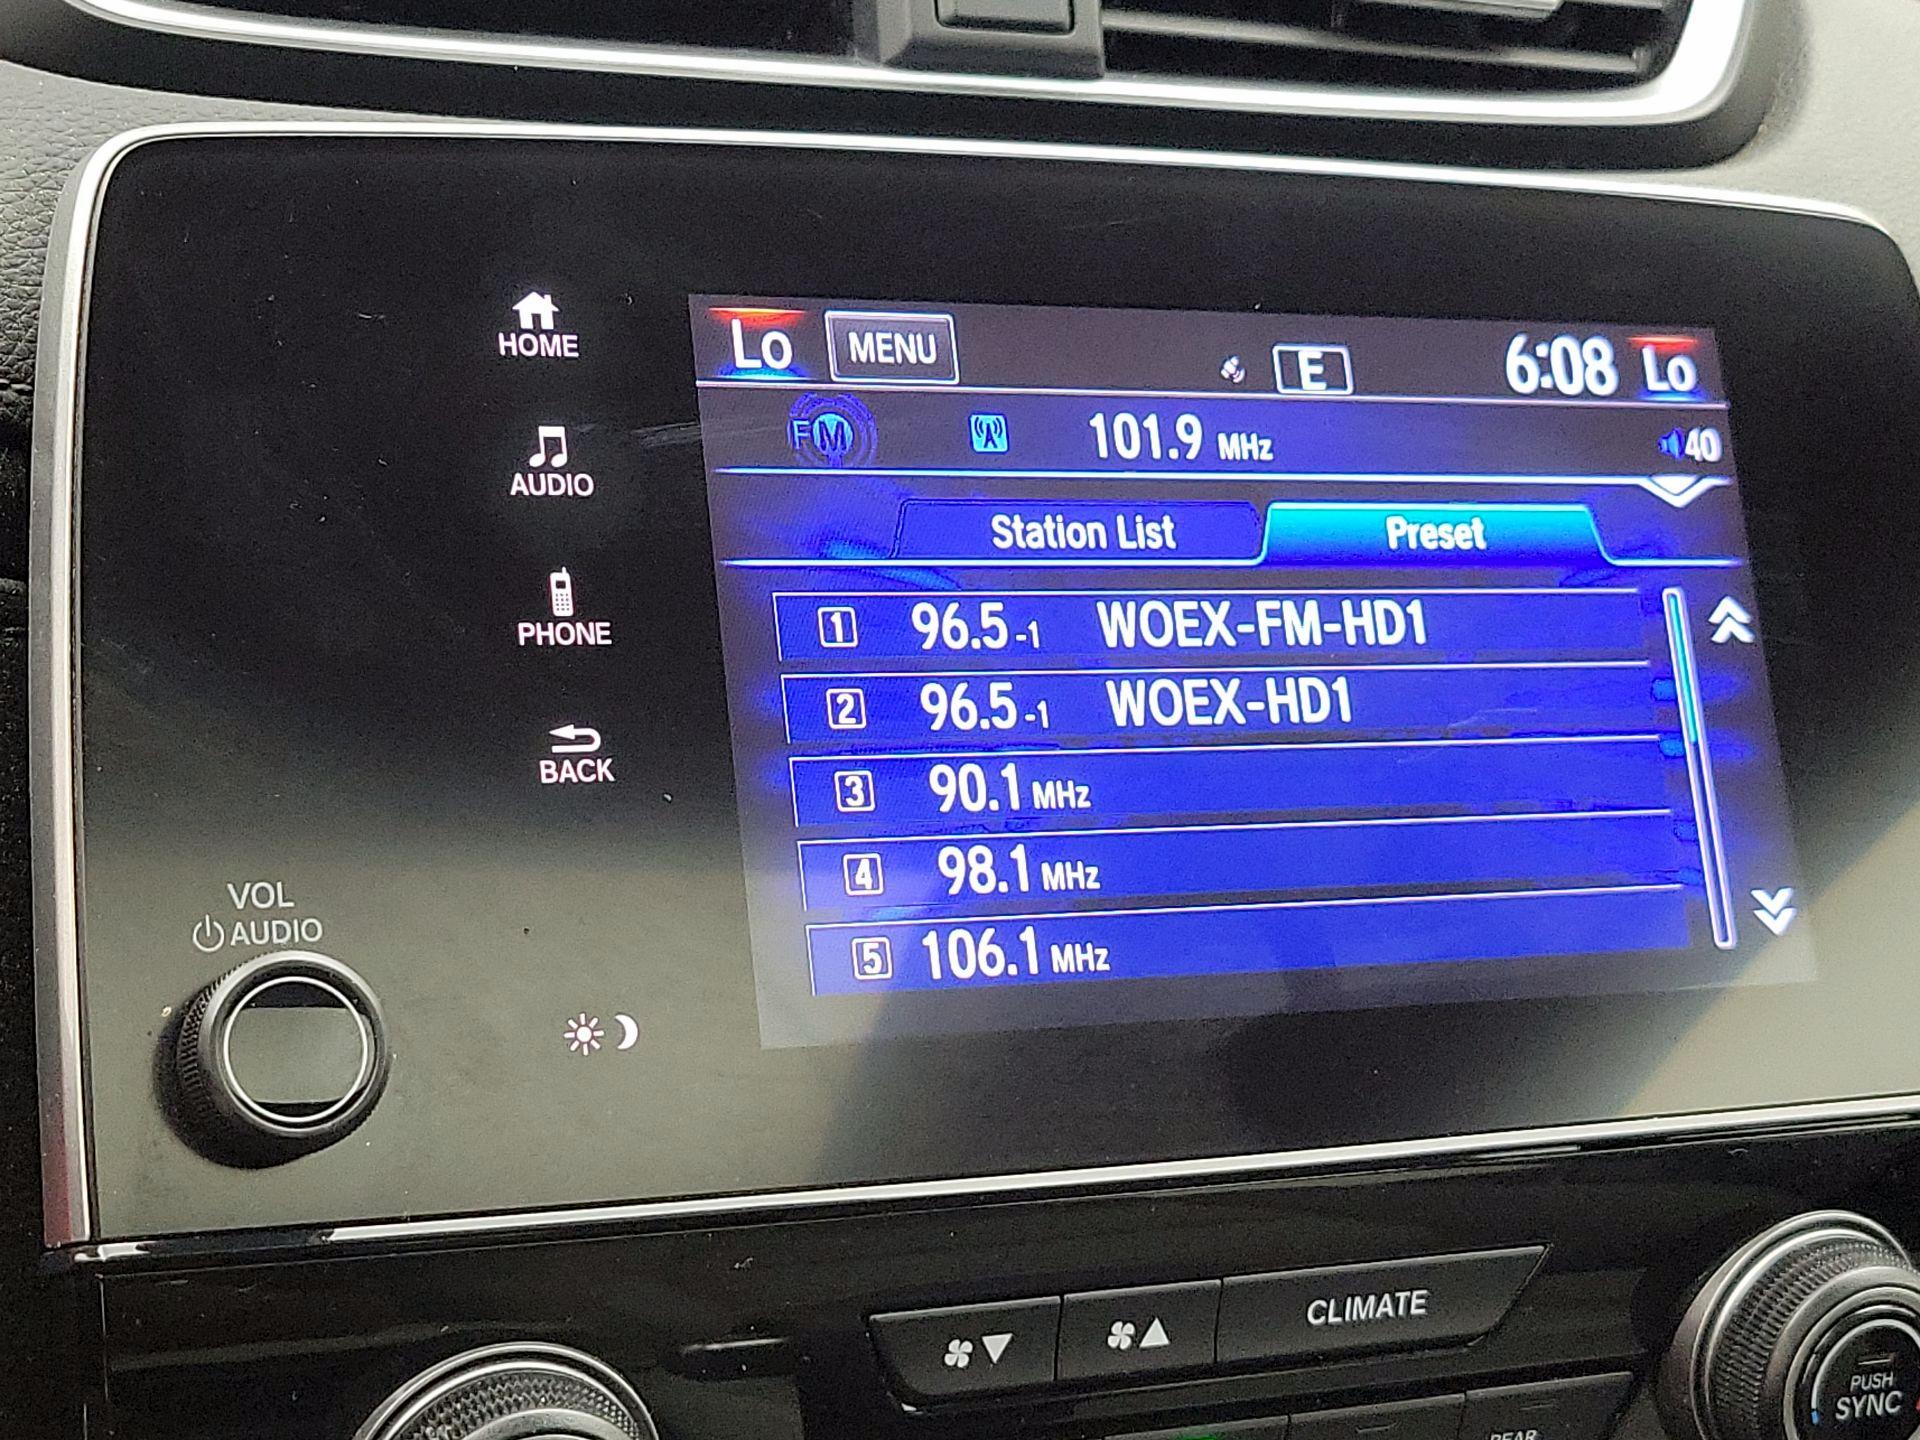 Lo MENU E 6:08 Lo
FM 101.9 MHz 40
Station List Preset
1 96.5-1 WOEX-FM-HD1
2 96.5-1 WOEX-HD1
3 90.1 MHz
4 98.1 MHz
5 106.1 MHz
HOME
AUDIO
PHONE
BACK
VOL
AUDIO
CLIMATE
PUSH
SYNC
REAR